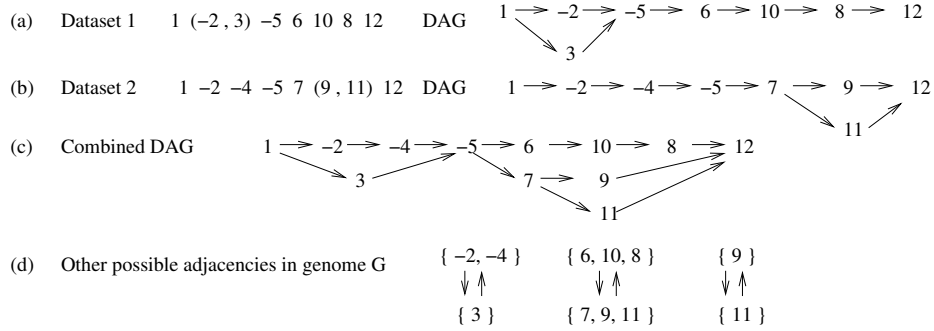 (a) Dataset 1 1 (−2 , 3) −5 6 10 8 12 DAG 1 −2 −5 6 10 8 12
3
(b) Dataset 2 1 −2 −4 −5 7 (9 , 11) 12 DAG 1 −2 −4 −5 7 9 12
11
(c) Combined DAG 1 −2 −4 −5 6 10 8 12
3 7 9
11
(d) Other possible adjacencies in genome G { −2, −4 } { 6, 10, 8 } { 9 }
{ 3 } { 7, 9, 11 } { 11 }